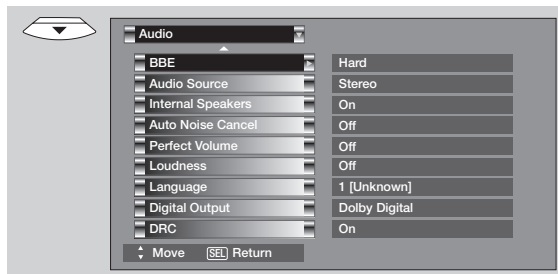 Audio
BBE Hard
Audio Source Stereo
Internal Speakers On
Auto Noise Cancel Off
Perfect Volume Off
Loudness Off
Language 1 [Unknown]
Digital Output Dolby Digital
DRC On
Move SEL Return